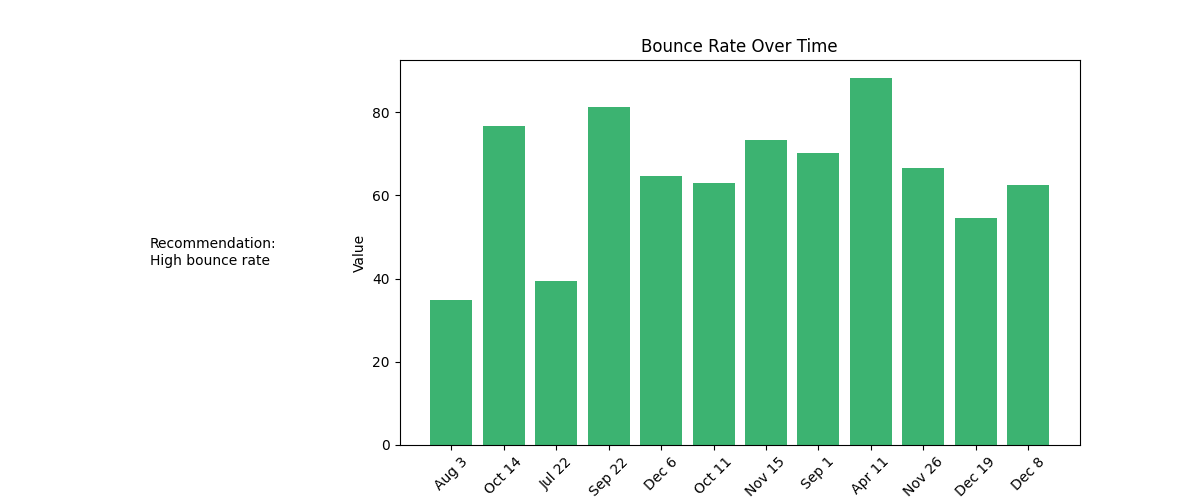 Bounce Rate Over Time
Recommendation:
High bounce rate
Value
80
60
40
20
0
Aug 3
Oct 14
Jul 22
Sep 22
Dec 6
Oct 11
Nov 15
Sep 1
Apr 11
Nov 26
Dec 19
Dec 8